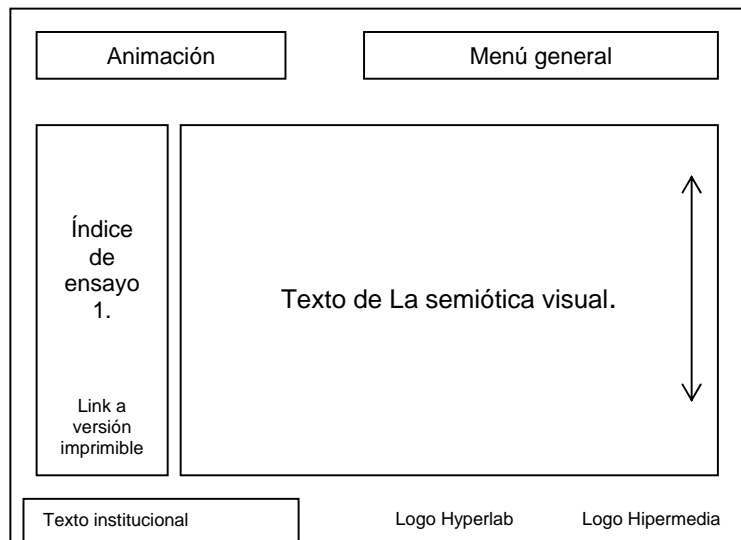 Animación
Menú general
Índice
de
ensayo
1.
Link a
versión
imprimible
Texto de La semiótica visual.
Texto institucional
Logo Hyperlab
Logo Hipermedia